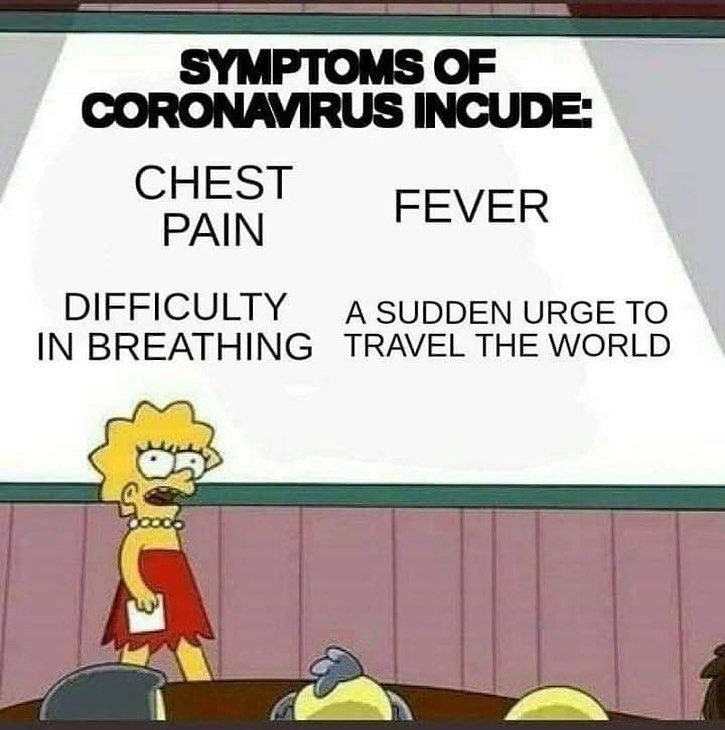 SYMPTOMS OF
CORONAVIRUS INCUDE:
CHEST
PAIN
FEVER
DIFFICULTY
IN BREATHING
A SUDDEN URGE TO
TRAVEL THE WORLD